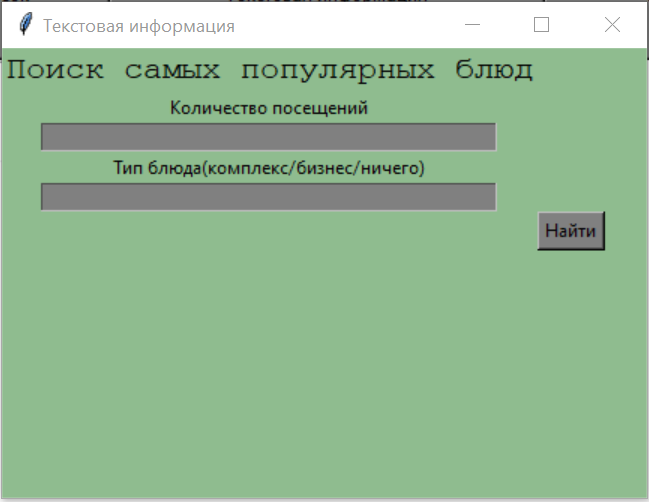 Текстовая информация
Поиск самых популярных блюд
Количество посещений
Тип блюда(комплекс/бизнес/ничего)
Найти